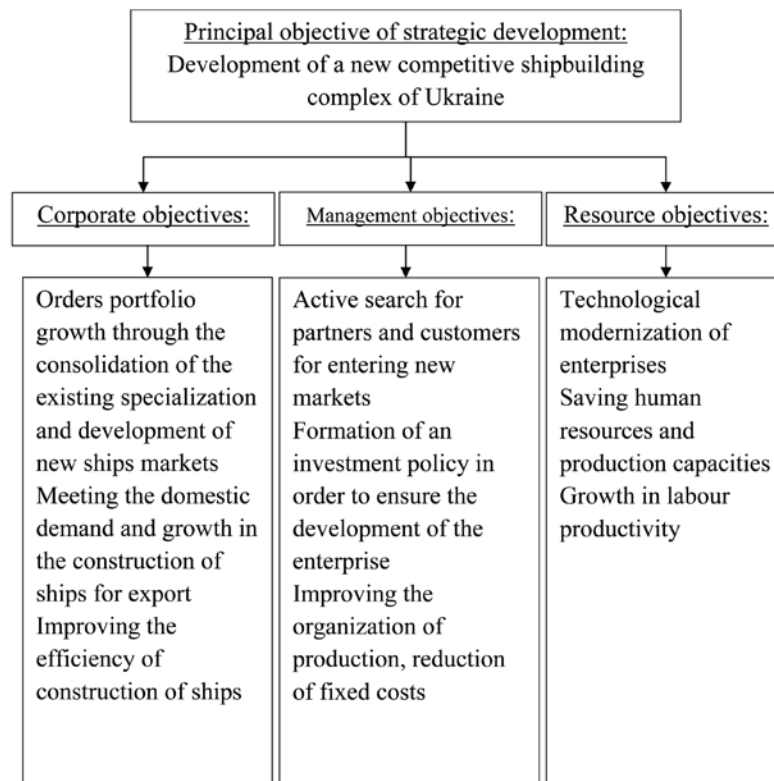 Principal objective of strategic development:
Development of a new competitive shipbuilding
complex of Ukraine
Corporate objectives:
Management objectives:
Resource objectives:
Orders portfolio
growth through the
consolidation of the
existing specialization
and development of
new ships markets
Meeting the domestic
demand and growth in
the construction of
ships for export
Improving the
efficiency of
construction of ships
Active search for
partners and customers
for entering new
markets
Formation of an
investment policy in
order to ensure the
development of the
enterprise
Improving the
organization of
production, reduction
of fixed costs
Technological
modernization of
enterprises
Saving human
resources and
production capacities
Growth in labour
productivity